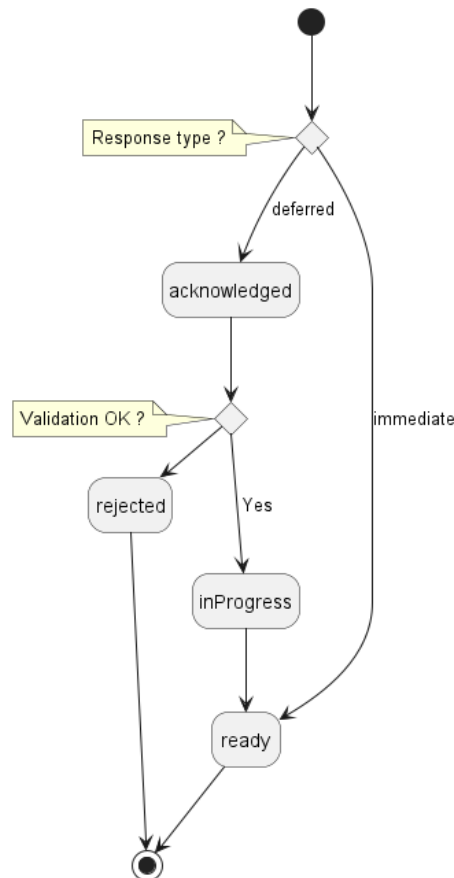 Response type ?
deferred
acknowledged
Validation OK ?
immediate
rejected
Yes
inProgress
ready